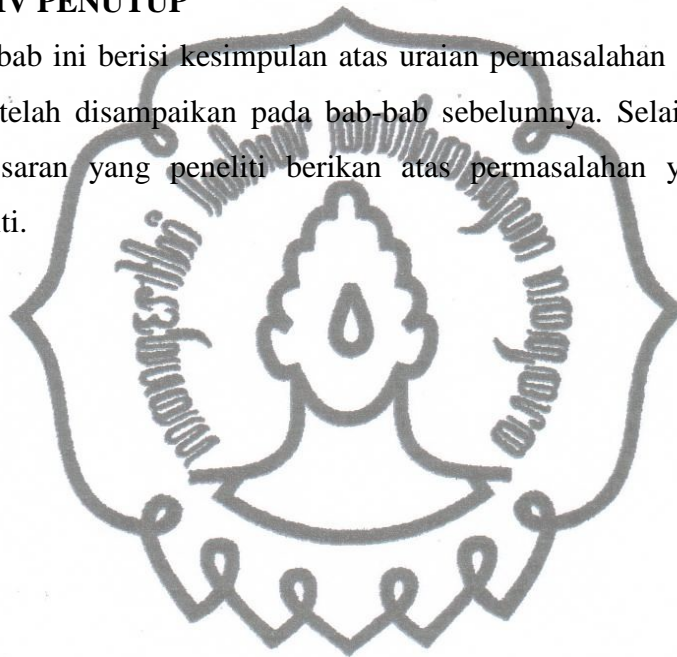 IV PENUTUP
bab ini berisi kesimpulan atas uraian permasalahan
telah disampaikan pada bab-bab sebelumnya. Selai
saran yang peneliti berikan atas permasalahan y
ti.